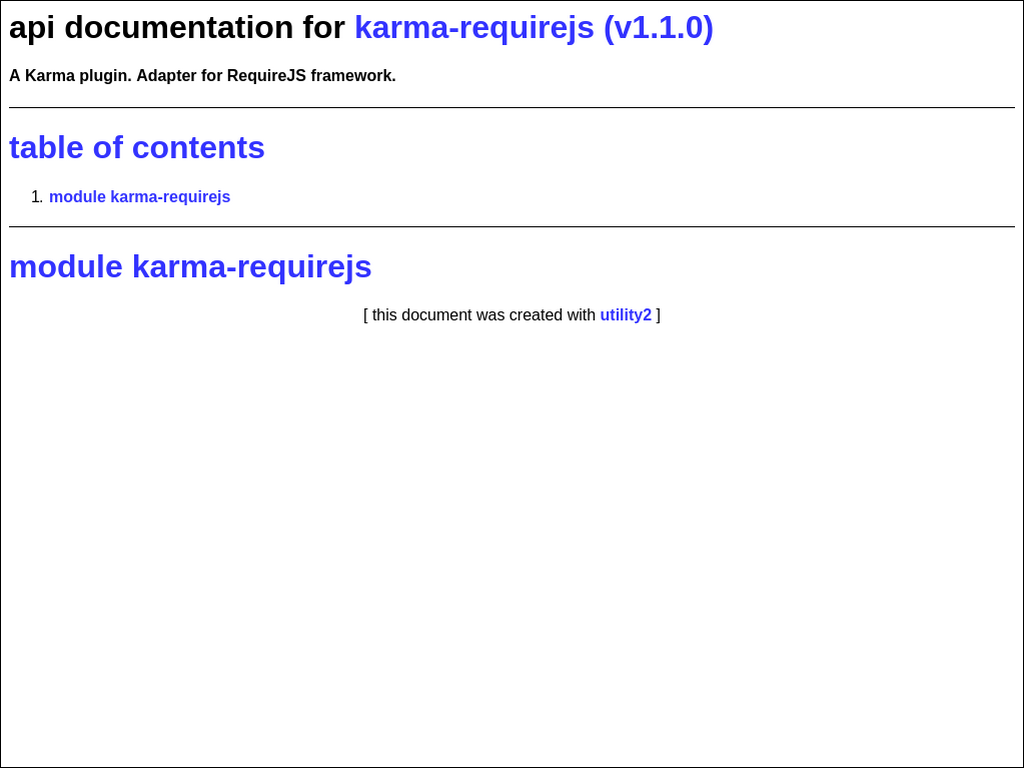 api documentation for karma-requirejs (v1.1.0)
A Karma plugin. Adapter for RequireJS framework.
table of contents
1. module karma-requirejs
module karma-requirejs
[ this document was created with utility2 ]